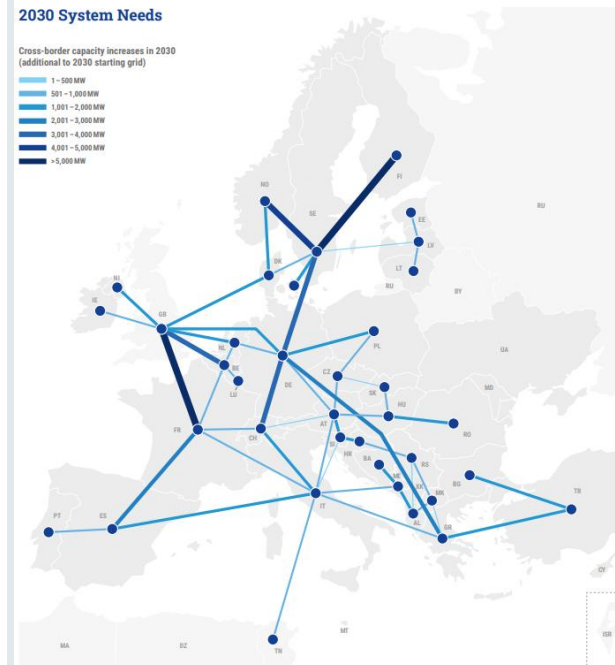 2030 System Needs
Cross-border capacity increases in 2030
(additional to 2030 starting grid)
1–500 MW
501–1,000 MW
1,001–2,000 MW
2,001–3,000 MW
3,001–4,000 MW
4,001–5,000 MW
>5,000 MW
NO
SE
FI
RU
EE
LV
LT
RU
BY
DK
NI
IE
GB
NL
BE
LU
DE
PL
CZ
SK
UA
MD
FR
CH
AT
HU
RO
SI
HR
BA
RS
ME
XK
MK
BG
AL
GR
TR
PT
ES
IT
CY
MA
DZ
TN
MT
ISR